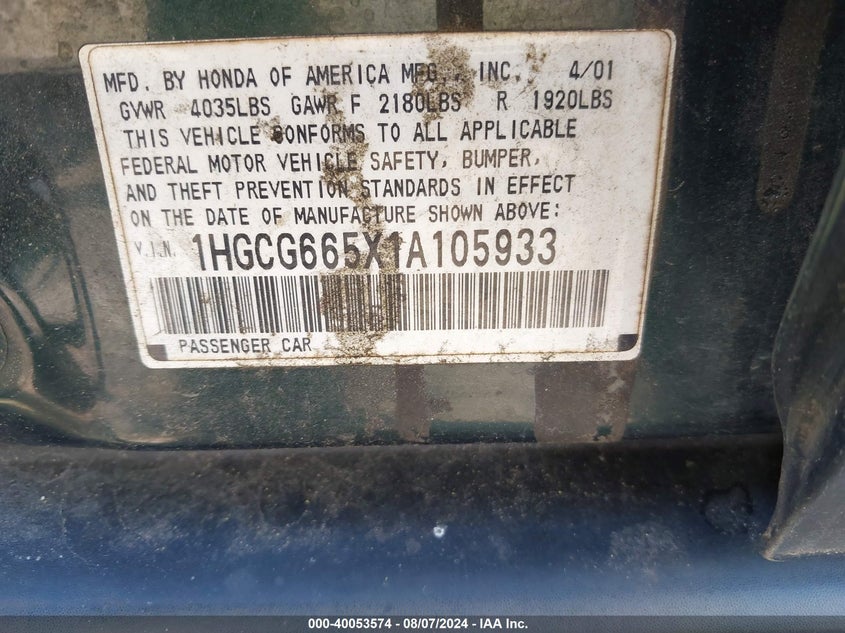 MFD. BY HONDA OF AMERICA MFG., INC. 4/01
GVWR 4035LBS GAWR F 2180LBS R 1920LBS
THIS VEHICLE CONFORMS TO ALL APPLICABLE
FEDERAL MOTOR VEHICLE SAFETY, BUMPER,
AND THEFT PREVENTION STANDARDS IN EFFECT
ON THE DATE OF MANUFACTURE SHOWN ABOVE:
V.I.N. 1HGCG665X1A105933
PASSENGER CAR
000-40053574 - 08/07/2024 - © IAA Inc.